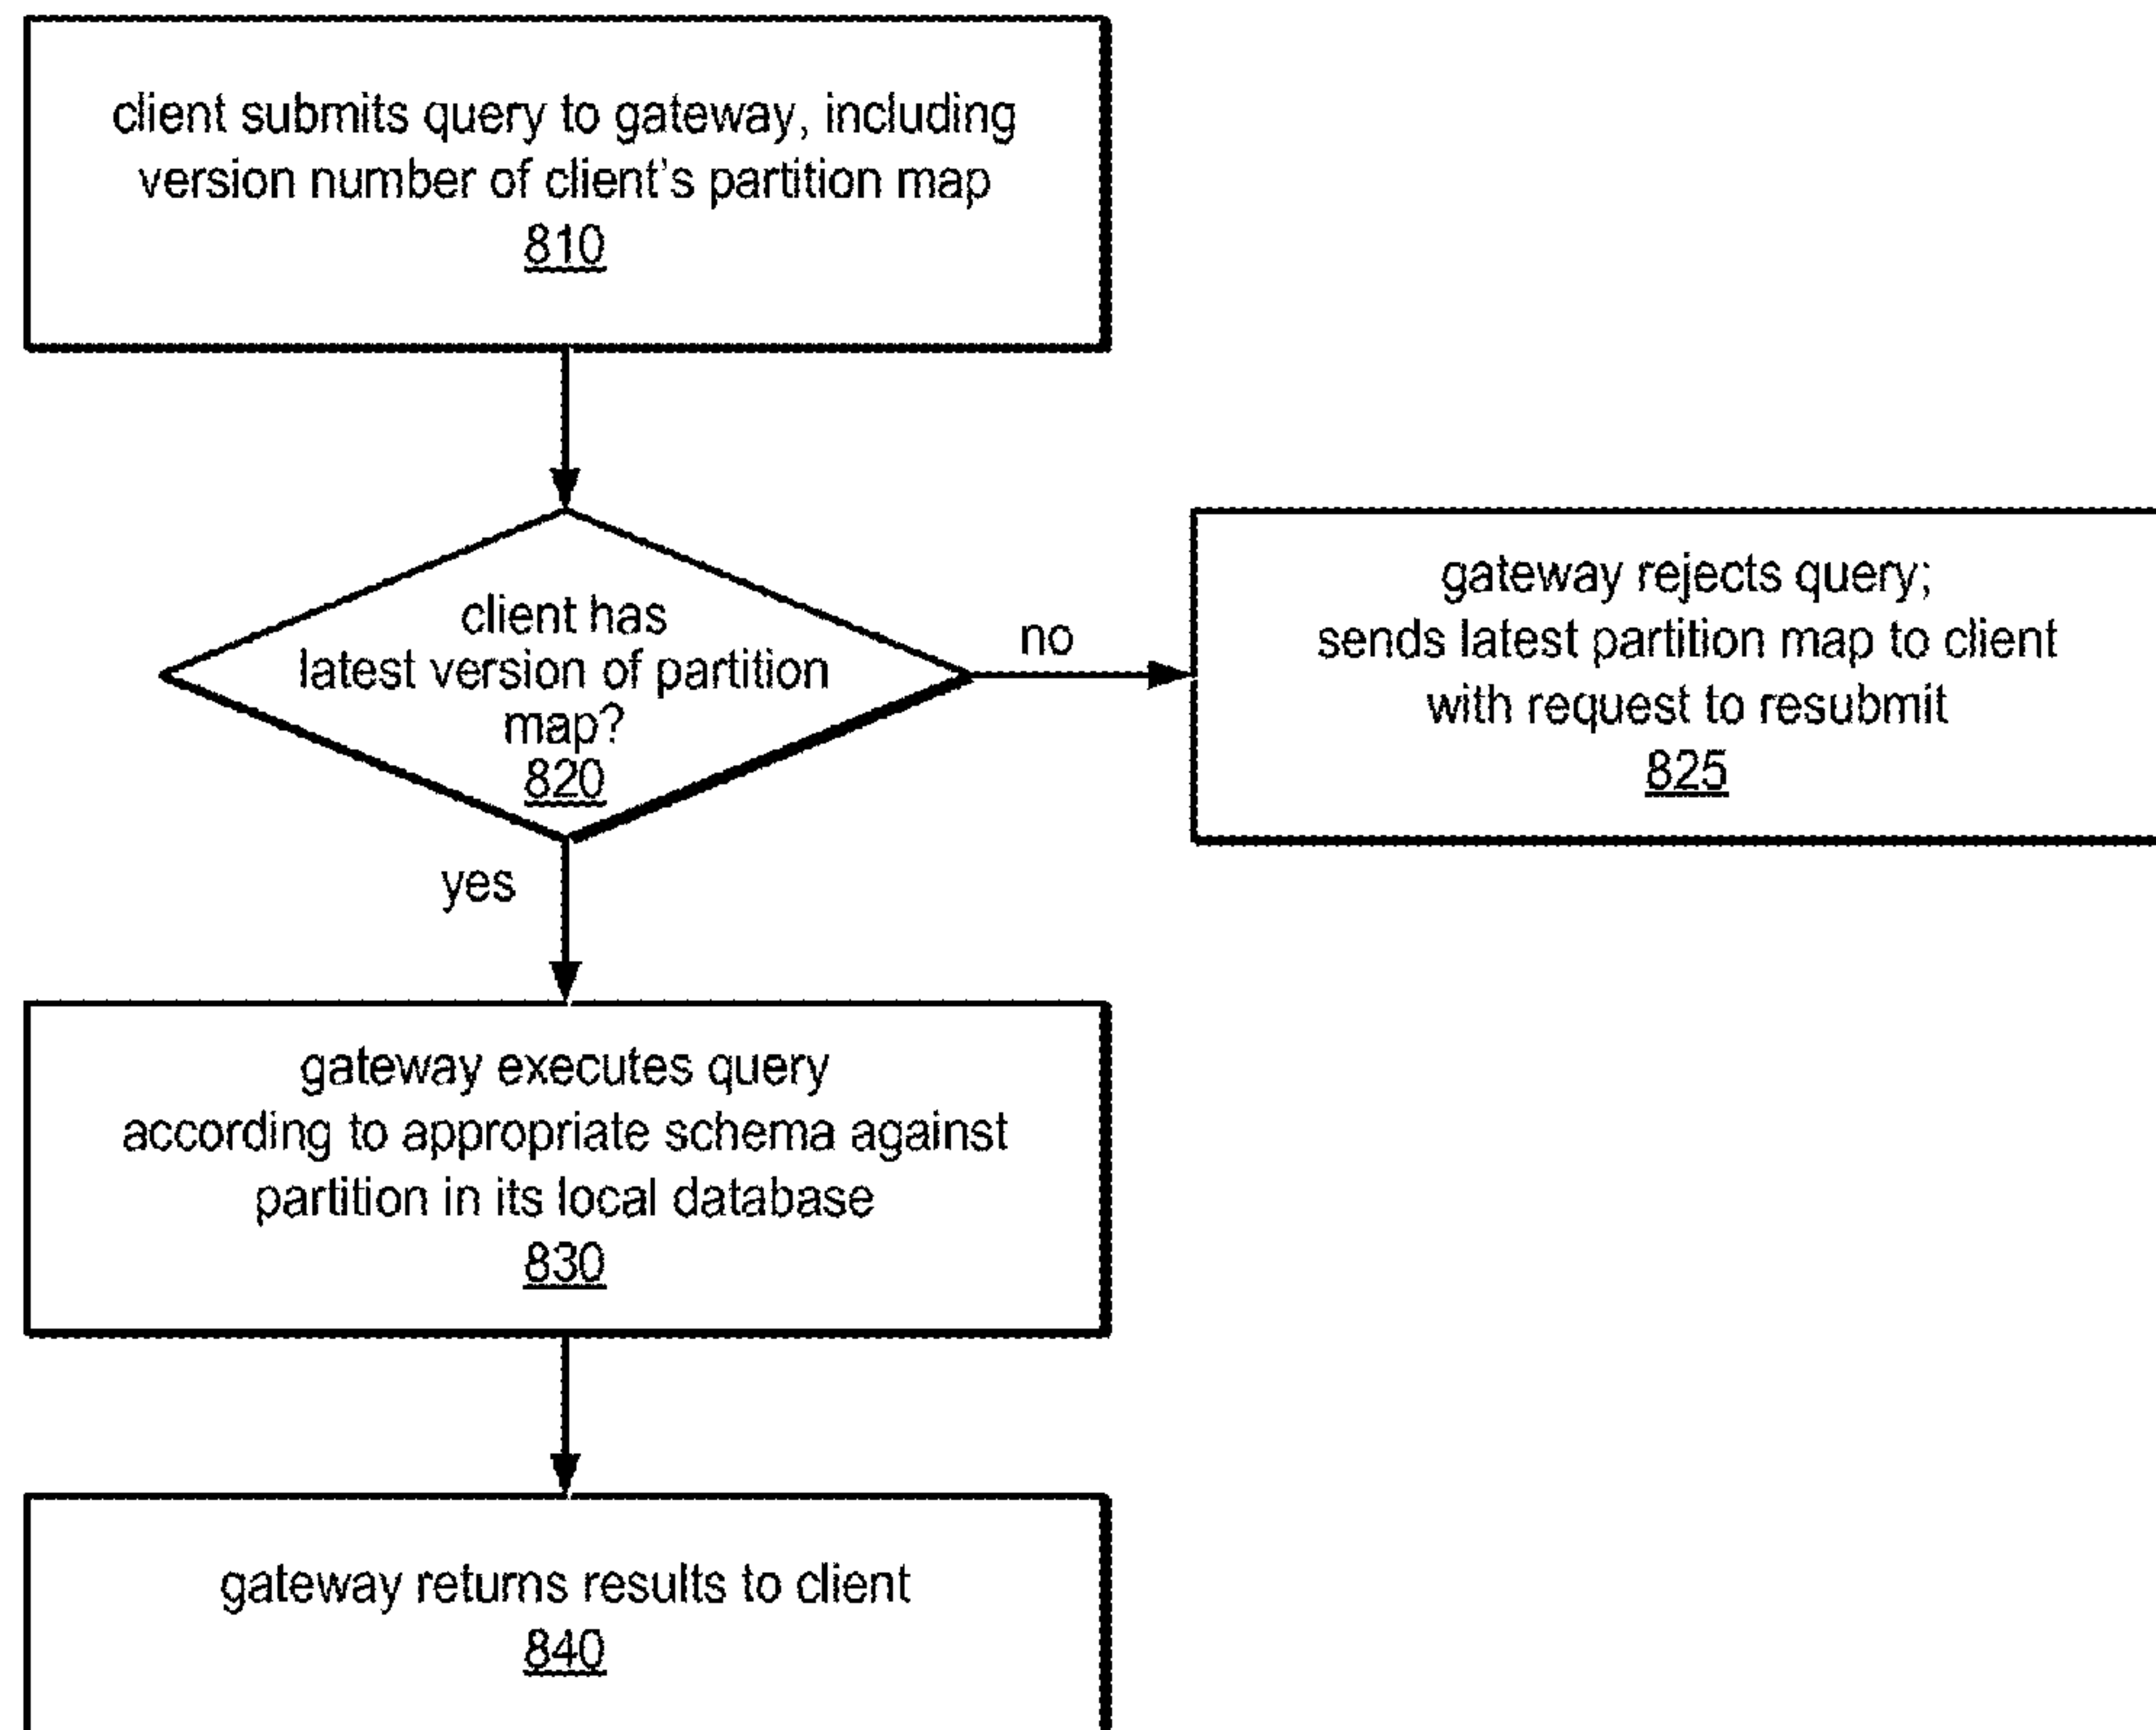 client submits query to gateway, including
version number of client's partition map
810
client has
latest version of partition
map?
820
no
gateway rejects query;
sends latest partition map to client
with request to resubmit
825
yes
gateway executes query
according to appropriate schema against
partition in its local database
830
gateway returns results to client
840